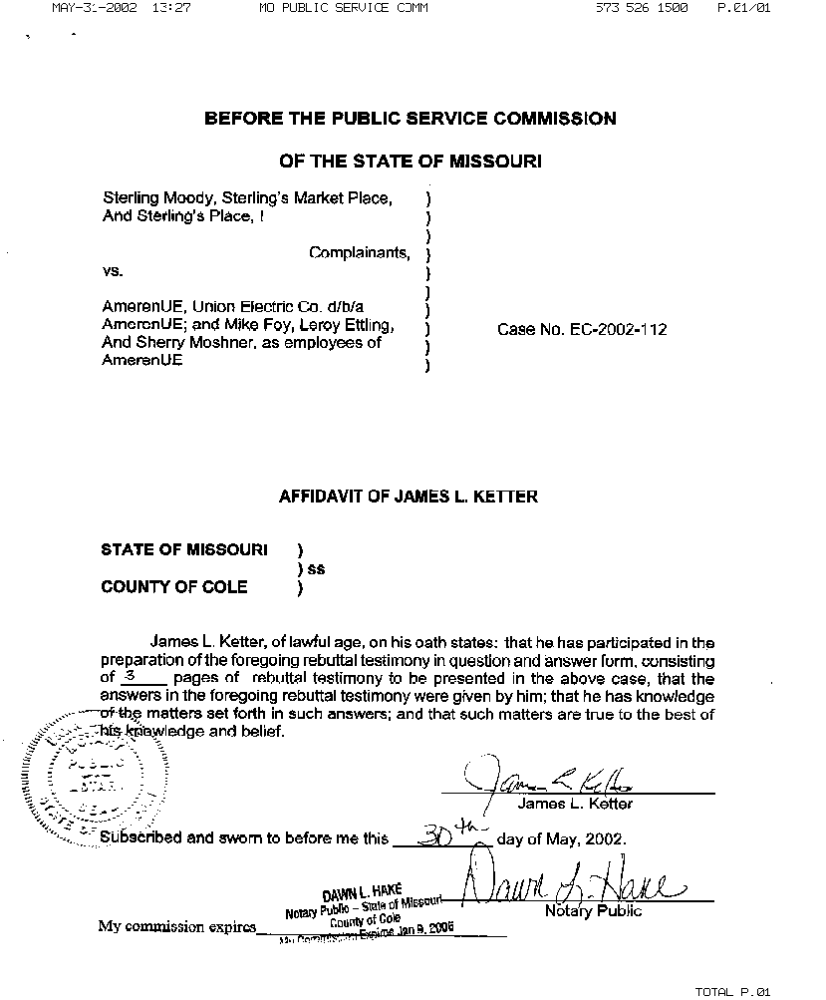 MAY-31-2002 13:27 MO PUBLIC SERVICE COMM 573 526 1500 P.01/01
BEFORE THE PUBLIC SERVICE COMMISSION
OF THE STATE OF MISSOURI
Sterling Moody, Sterling's Market Place, )
And Sterling's Place, I )
)
Complainants, )
vs. )
)
AmerenUE, Union Electric Co. d/b/a )
AmerenUE; and Mike Foy, Leroy Ettling, ) Case No. EC-2002-112
And Sherry Moshner, as employees of )
AmerenUE )
AFFIDAVIT OF JAMES L. KETTER
STATE OF MISSOURI )
) ss
COUNTY OF COLE )
James L. Ketter, of lawful age, on his oath states: that he has participated in the
preparation of the foregoing rebuttal testimony in question and answer form, consisting
of 3 pages of rebuttal testimony to be presented in the above case, that the
answers in the foregoing rebuttal testimony were given by him; that he has knowledge
of the matters set forth in such answers; and that such matters are true to the best of
his knowledge and belief.
PUBLIC
NOTARY
SEAL
STATE OF
James L Ketter
James L. Ketter
Subscribed and sworn to before me this 30th day of May, 2002.
Dawn L. Hake
Notary Public
DAWN L. HAKE
Notary Public – State of Missouri
County of Cole
My commission expires
My Commission Expires Jan 9, 2005
TOTAL P.01